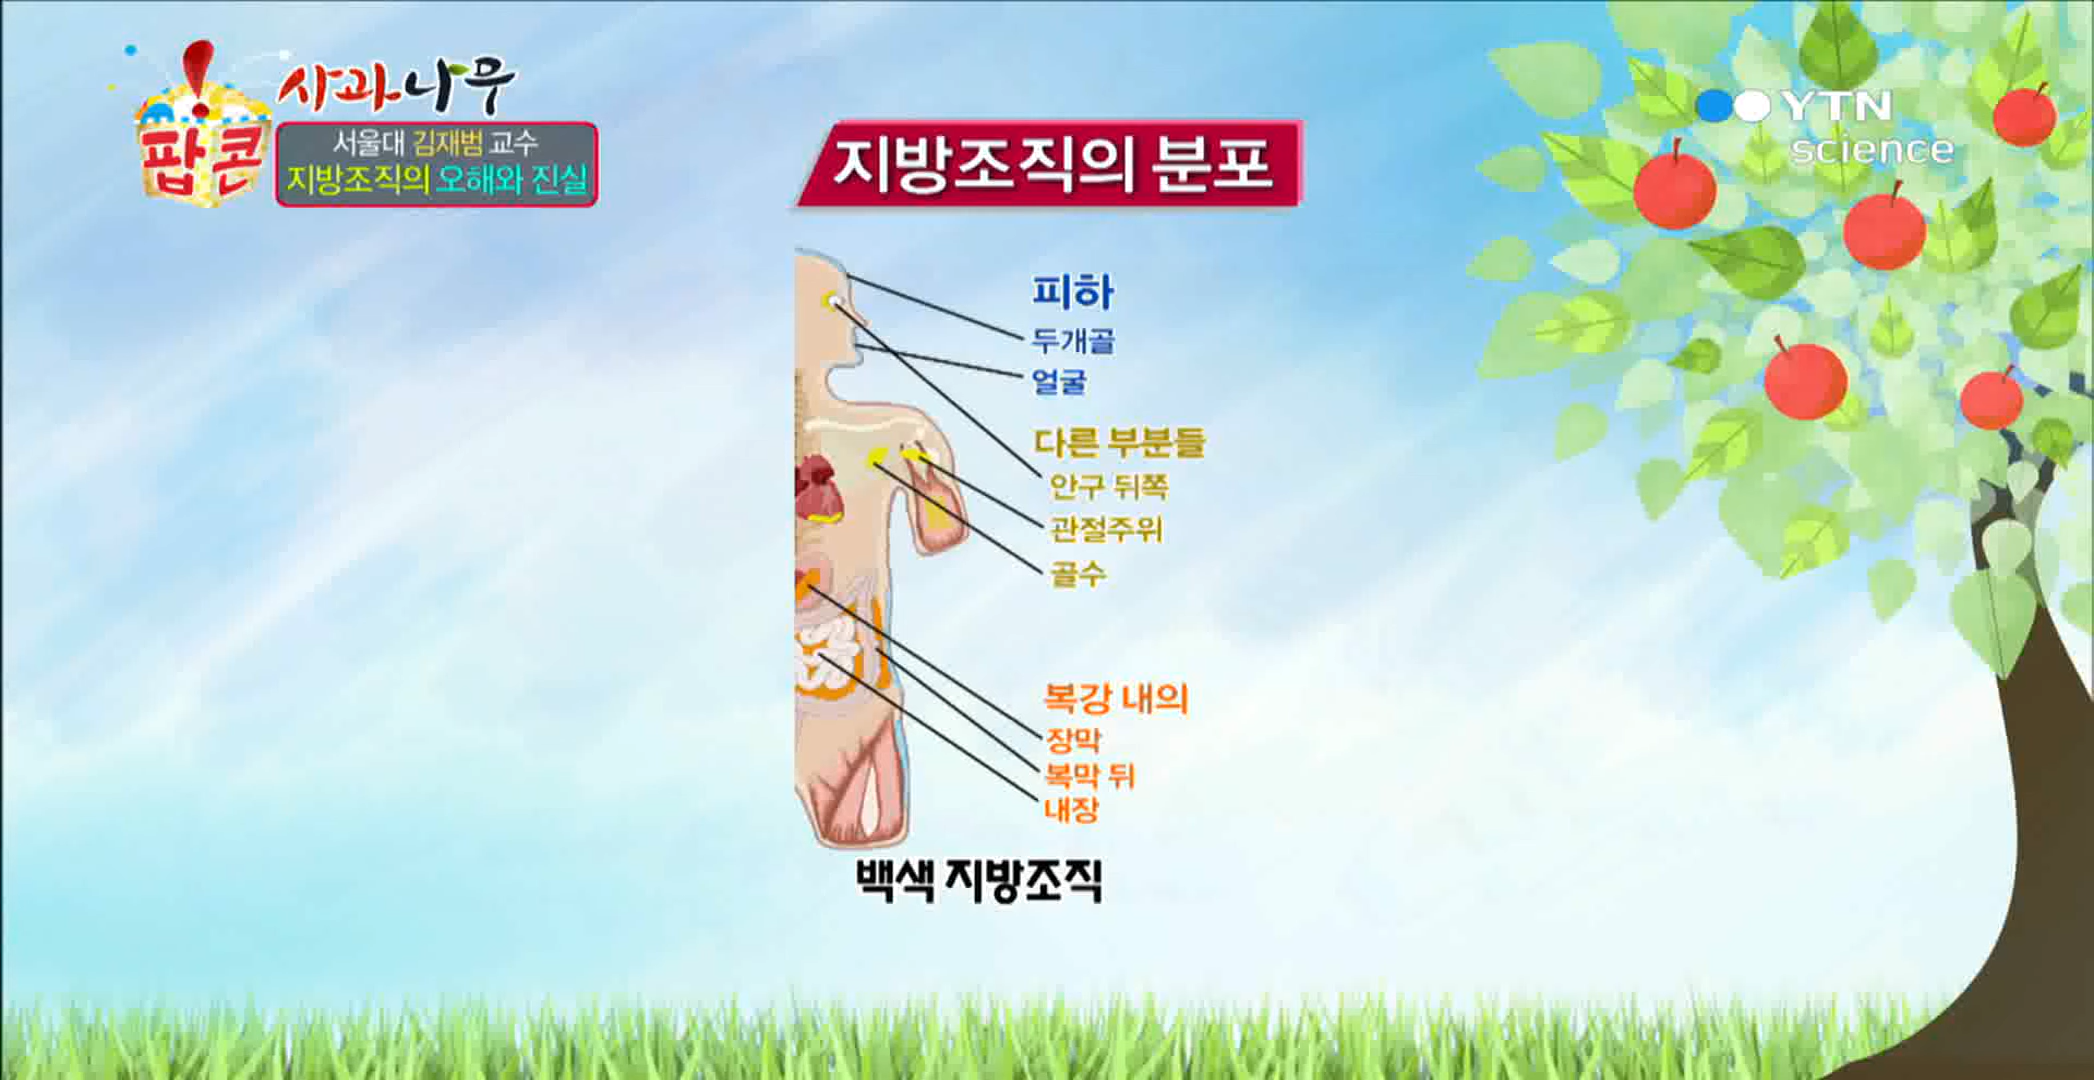 팝콘
사과나무
서울대 김재범 교수
지방조직의 오해와 진실
YTN
science
지방조직의 분포
피하
두개골
얼굴
다른 부분들
안구 뒤쪽
관절주위
골수
복강 내의
장막
복막 뒤
내장
백색 지방조직